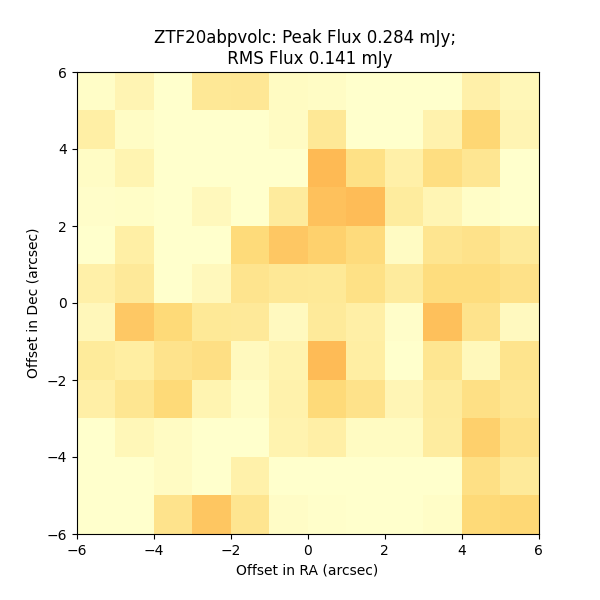 ZTF20abpvolc: Peak Flux 0.284 mJy;
RMS Flux 0.141 mJy
6
4
2
0
−2
−4
−6
Offset in Dec (arcsec)
−6 −4 −2 0 2 4 6
Offset in RA (arcsec)